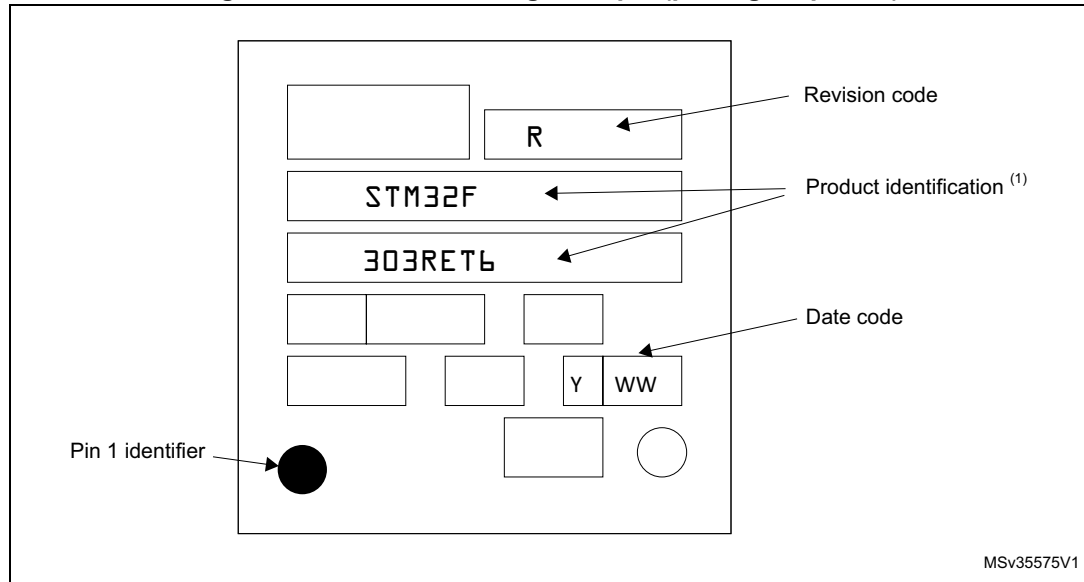 Revision code
R
Product identification (1)
STM32F
303RET6
Date code
Y WW
Pin 1 identifier
MSv35575V1